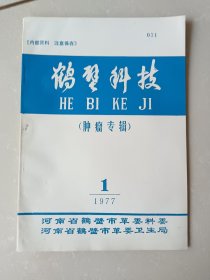 011
《内部资料 注意保存》
鹤壁科技
HE BI KE JI
(肿瘤专辑)
1
1977
河南省鹤壁市革委科委
河南省鹤壁市革委卫生局